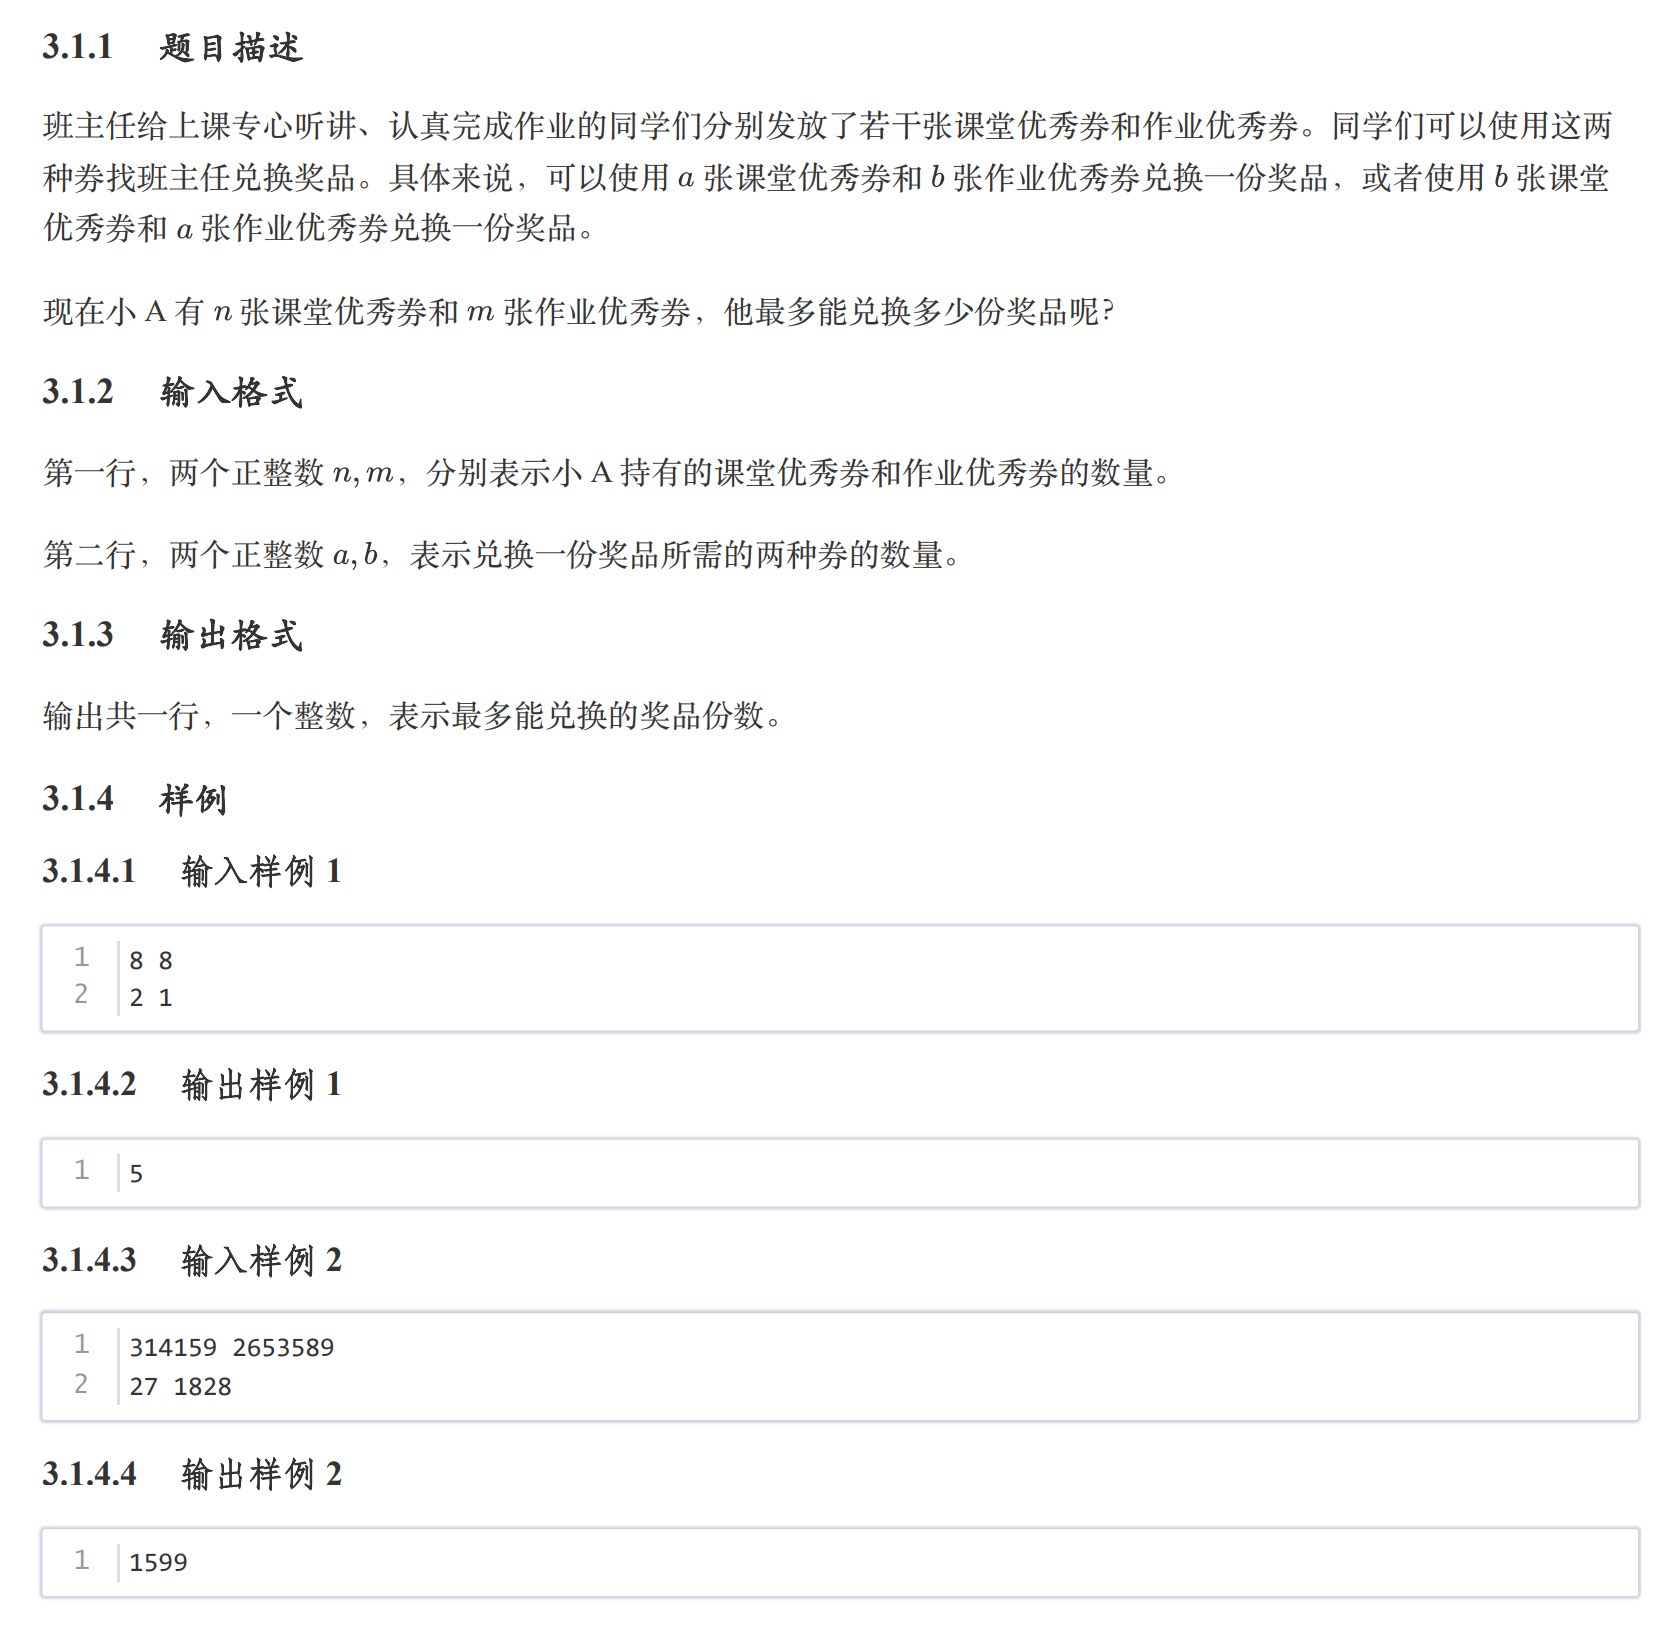 3.1.1 题目描述
班主任给上课专心听讲、认真完成作业的同学们分别发放了若干张课堂优秀券和作业优秀券。同学们可以使用这两
种券找班主任兑换奖品。具体来说，可以使用 a 张课堂优秀券和 b 张作业优秀券兑换一份奖品，或者使用 b 张课堂
优秀券和 a 张作业优秀券兑换一份奖品。
现在小 A 有 n 张课堂优秀券和 m 张作业优秀券，他最多能兑换多少份奖品呢？
3.1.2 输入格式
第一行，两个正整数 n, m，分别表示小 A 持有的课堂优秀券和作业优秀券的数量。
第二行，两个正整数 a, b，表示兑换一份奖品所需的两种券的数量。
3.1.3 输出格式
输出共一行，一个整数，表示最多能兑换的奖品份数。
3.1.4 样例
3.1.4.1 输入样例 1
1 8 8
2 2 1
3.1.4.2 输出样例 1
1 5
3.1.4.3 输入样例 2
1 314159 2653589
2 27 1828
3.1.4.4 输出样例 2
1 1599